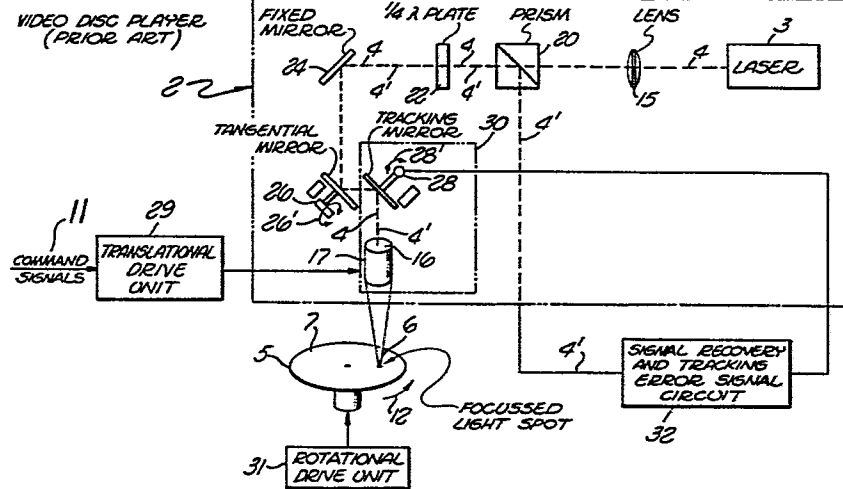 VIDEO DISC PLAYER
(PRIOR ART)
2
FIXED
MIRROR
24
4
4'
1/4 λ PLATE
22
4
4'
PRISM
20
LENS
15
4
3
LASER
4'
TANGENTIAL
MIRROR
TRACKING
MIRROR
30
28'
28
26
26'
4
4'
17
16
11
COMMAND
SIGNALS
29
TRANSLATIONAL
DRIVE
UNIT
7
6
5
12
FOCUSSED
LIGHT SPOT
4'
SIGNAL RECOVERY
AND TRACKING
ERROR SIGNAL
CIRCUIT
32
31
ROTATIONAL
DRIVE UNIT